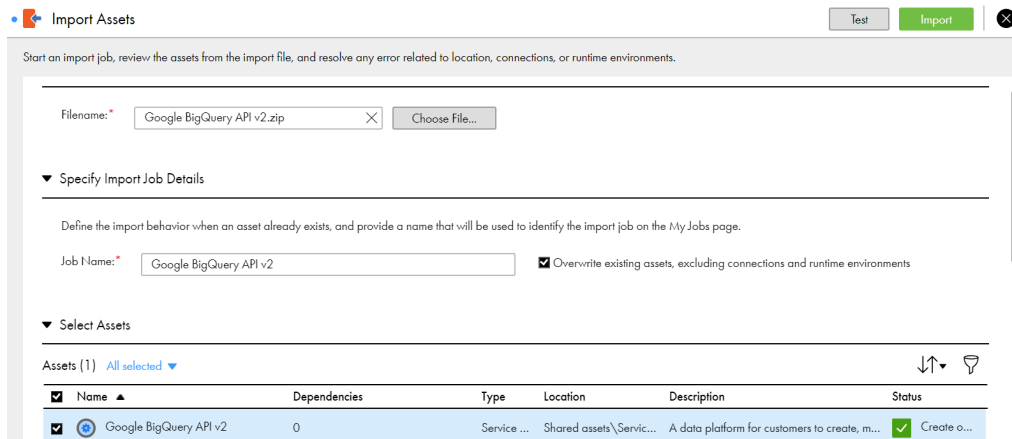 Import Assets
Test
Import
Start an import job, review the assets from the import file, and resolve any error related to location, connections, or runtime environments.
Filename:*
Google BigQuery API v2.zip
Choose File...
Specify Import Job Details
Define the import behavior when an asset already exists, and provide a name that will be used to identify the import job on the My Jobs page.
Job Name:*
Google BigQuery API v2
Overwrite existing assets, excluding connections and runtime environments
Select Assets
Assets (1) All selected
Name Dependencies Type Location Description Status
Google BigQuery API v2 0 Service ... Shared assets\Servic... A data platform for customers to create, m... Create o...